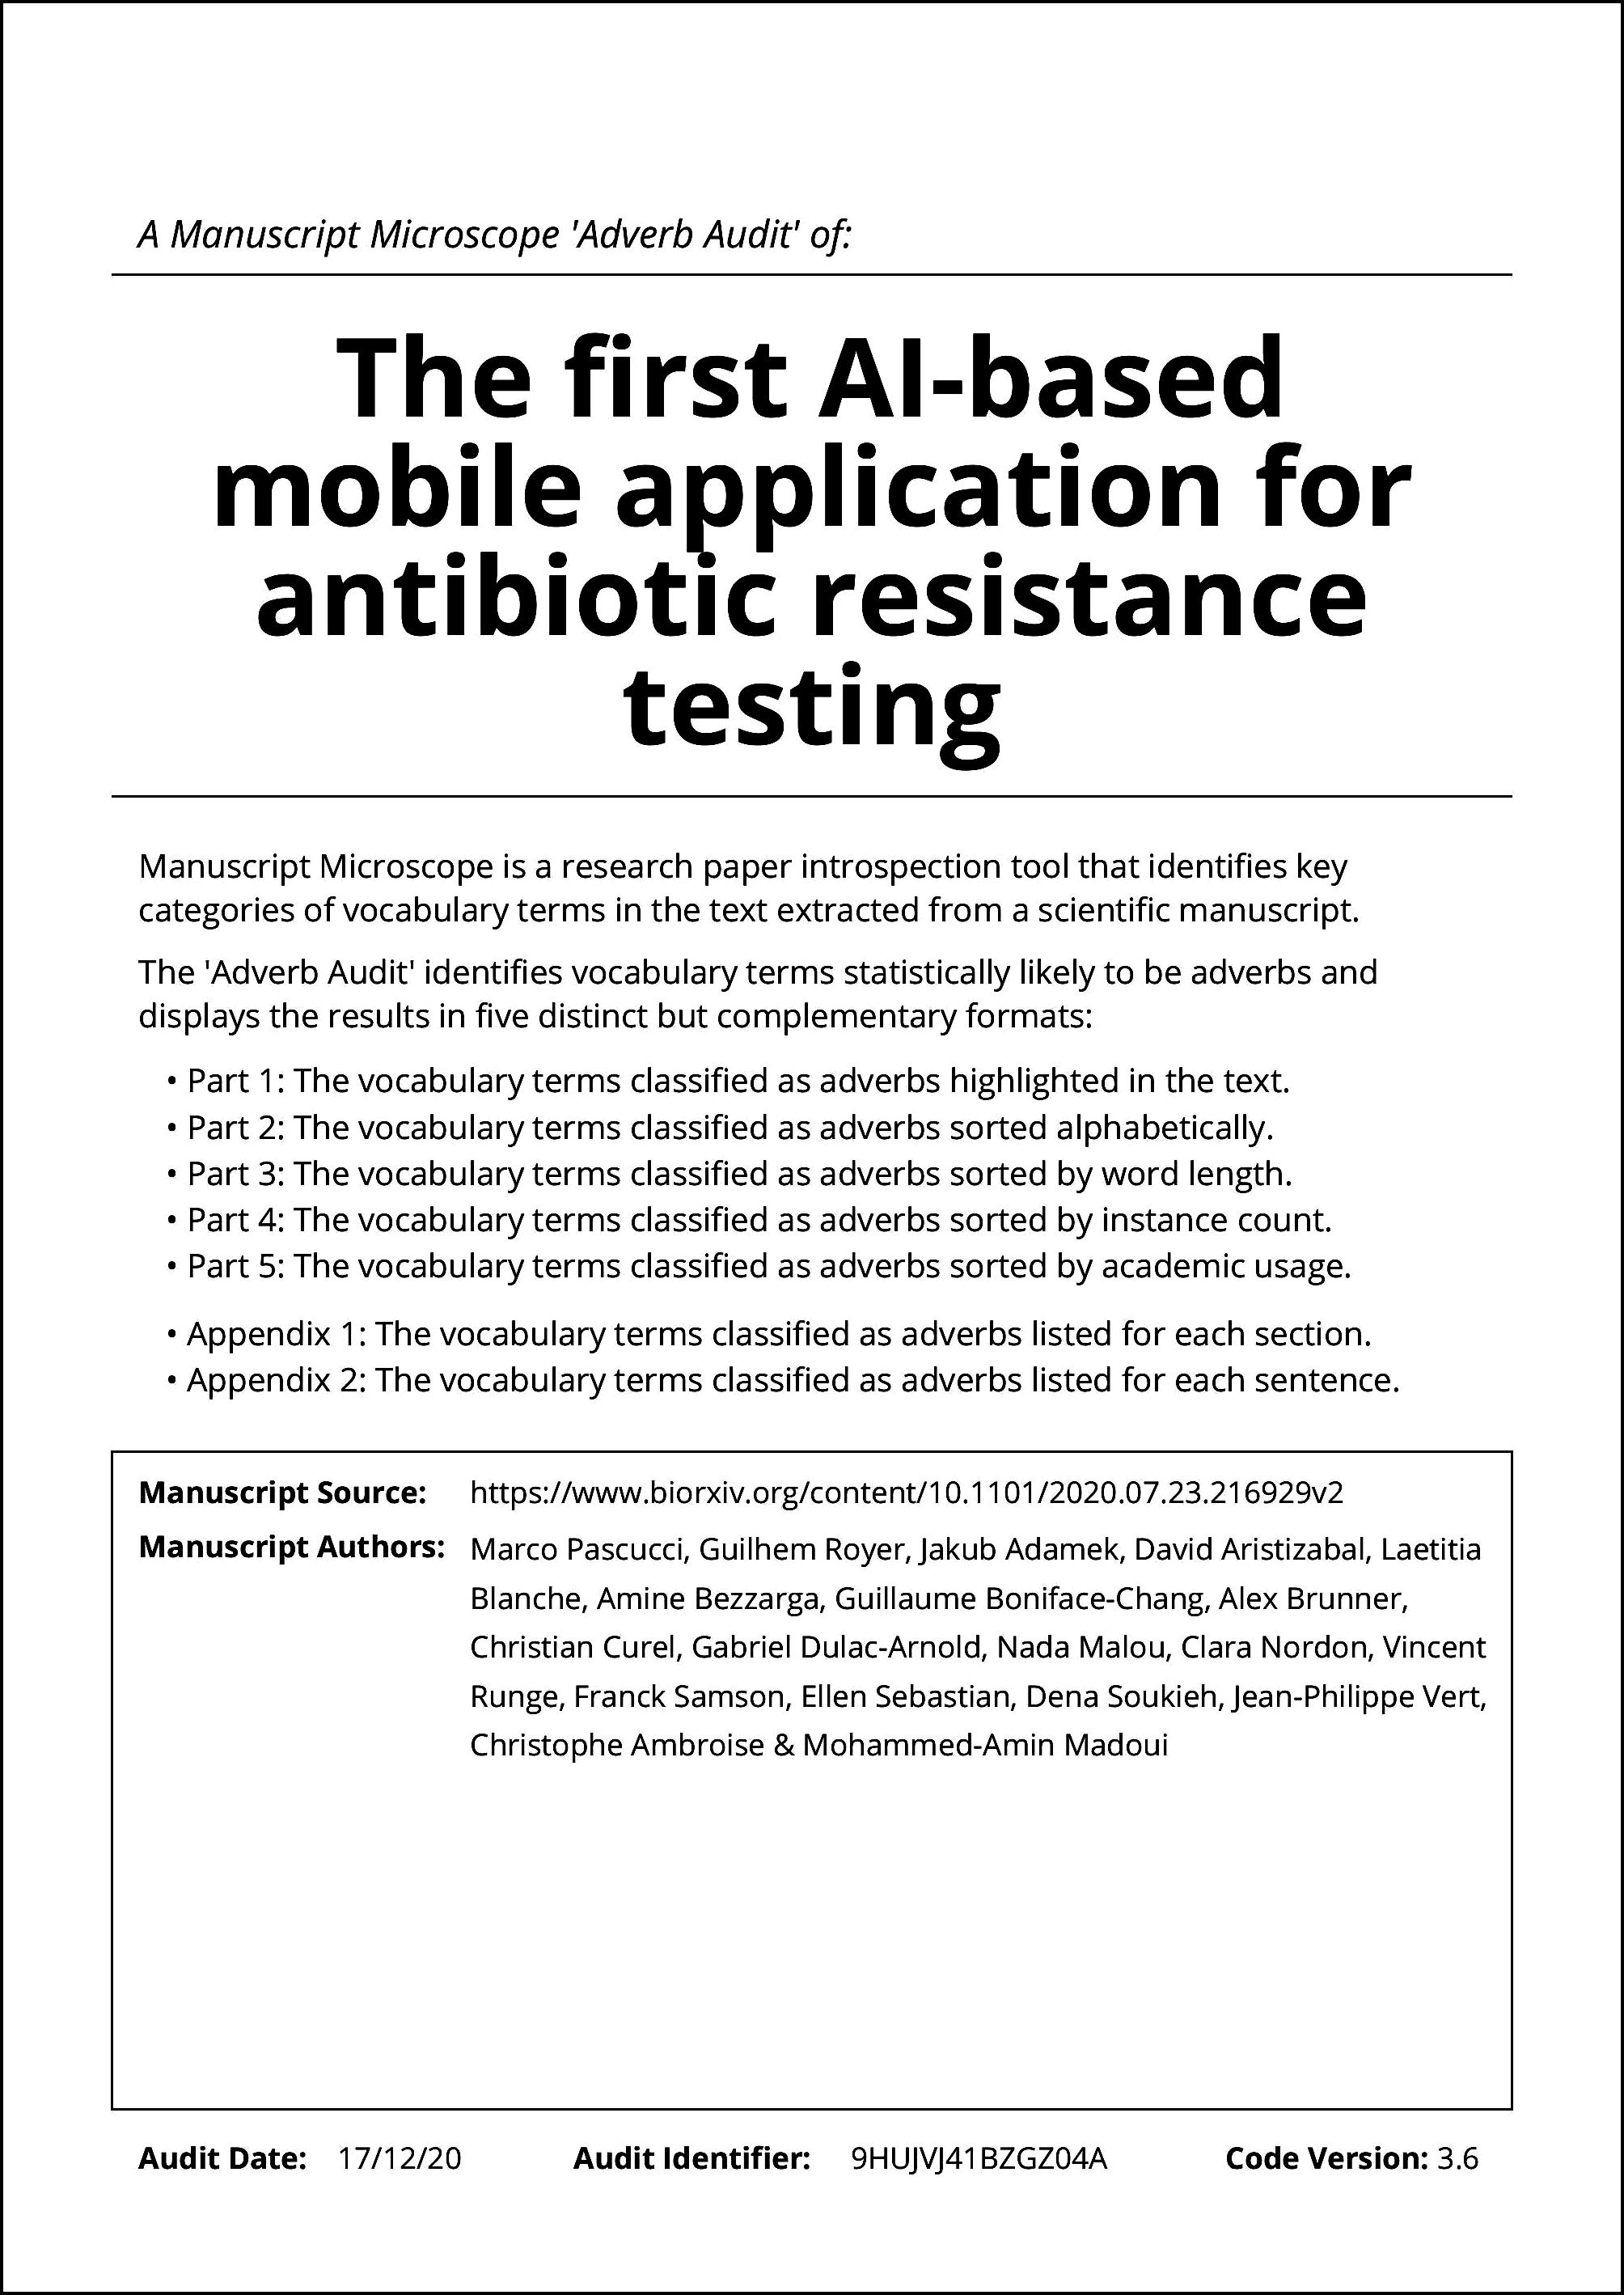 A Manuscript Microscope 'Adverb Audit' of:
The first AI-based
mobile application for
antibiotic resistance
testing
Manuscript Microscope is a research paper introspection tool that identifies key
categories of vocabulary terms in the text extracted from a scientific manuscript.
The 'Adverb Audit' identifies vocabulary terms statistically likely to be adverbs and
displays the results in five distinct but complementary formats:
• Part 1: The vocabulary terms classified as adverbs highlighted in the text.
• Part 2: The vocabulary terms classified as adverbs sorted alphabetically.
• Part 3: The vocabulary terms classified as adverbs sorted by word length.
• Part 4: The vocabulary terms classified as adverbs sorted by instance count.
• Part 5: The vocabulary terms classified as adverbs sorted by academic usage.
• Appendix 1: The vocabulary terms classified as adverbs listed for each section.
• Appendix 2: The vocabulary terms classified as adverbs listed for each sentence.
Manuscript Source: https://www.biorxiv.org/content/10.1101/2020.07.23.216929v2
Manuscript Authors: Marco Pascucci, Guilhem Royer, Jakub Adamek, David Aristizabal, Laetitia
Blanche, Amine Bezzarga, Guillaume Boniface-Chang, Alex Brunner,
Christian Curel, Gabriel Dulac-Arnold, Nada Malou, Clara Nordon, Vincent
Runge, Franck Samson, Ellen Sebastian, Dena Soukieh, Jean-Philippe Vert,
Christophe Ambroise & Mohammed-Amin Madoui
Audit Date: 17/12/20 Audit Identifier: 9HUJVJ41BZGZ04A Code Version: 3.6